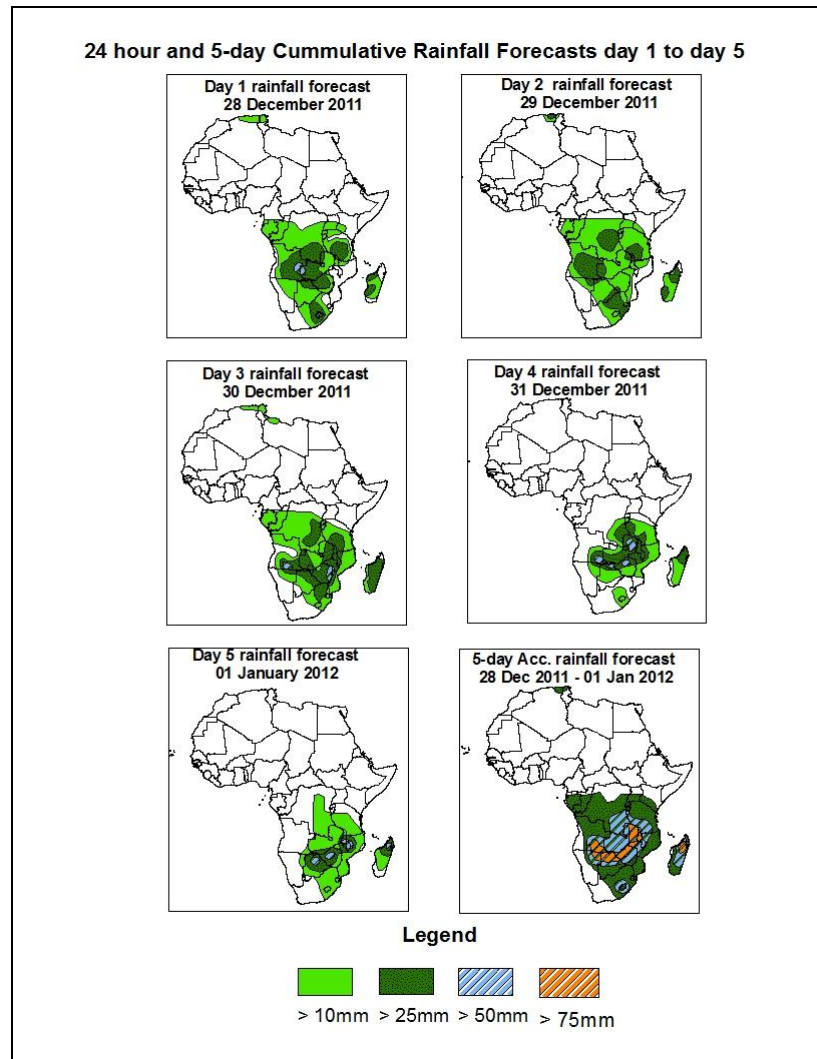 24 hour and 5-day Cummulative Rainfall Forecasts day 1 to day 5
Day 1 rainfall forecast
28 December 2011
Day 2 rainfall forecast
29 December 2011
Day 3 rainfall forecast
30 Decmber 2011
Day 4 rainfall forecast
31 December 2011
Day 5 rainfall forecast
01 January 2012
5-day Acc. rainfall forecast
28 Dec 2011 - 01 Jan 2012
Legend
> 10mm > 25mm > 50mm > 75mm